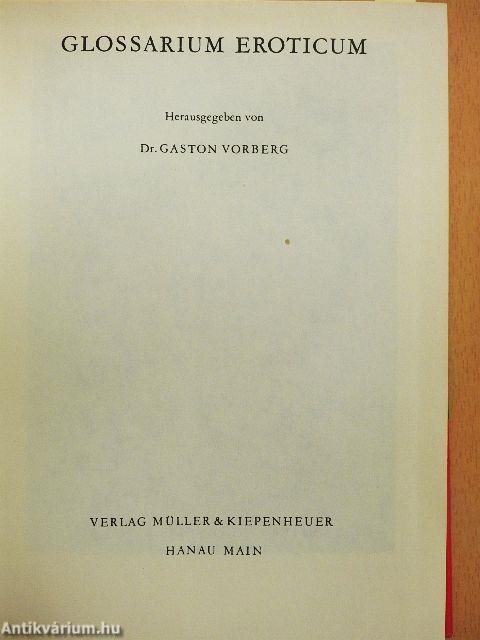 GLOSSARIUM EROTICUM
Herausgegeben von
Dr. GASTON VORBERG
VERLAG MÜLLER & KIEPENHEUER
HANAU MAIN
Antikvárium.hu